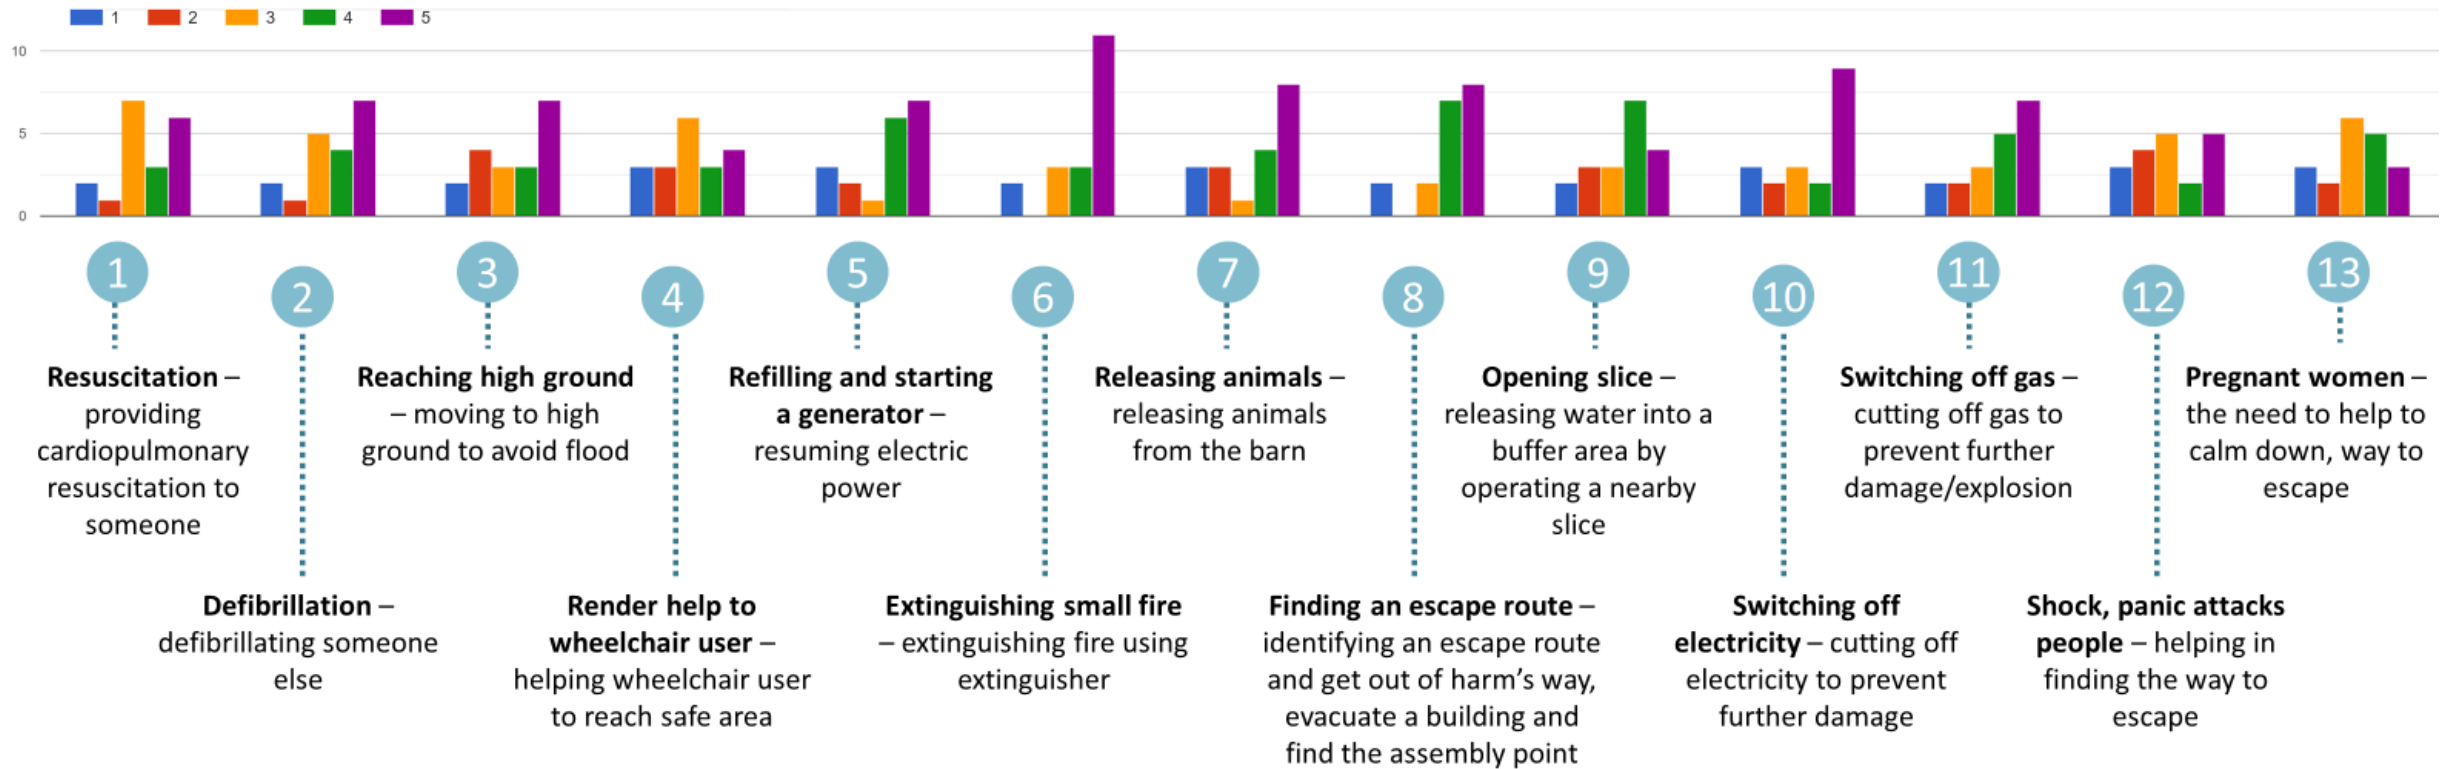 1 2 3 4 5
10
5
0
1
2
3
4
5
6
7
8
9
10
11
12
13
Resuscitation –
providing
cardiopulmonary
resuscitation to
someone
Defibrillation –
defibrillating someone
else
Reaching high ground
– moving to high
ground to avoid flood
Render help to
wheelchair user –
helping wheelchair user
to reach safe area
Refilling and starting
a generator –
resuming electric
power
Extinguishing small fire
– extinguishing fire using
extinguisher
Releasing animals –
releasing animals
from the barn
Finding an escape route –
identifying an escape route
and get out of harm’s way,
evacuate a building and
find the assembly point
Opening slice –
releasing water into a
buffer area by
operating a nearby
slice
Switching off
electricity – cutting off
electricity to prevent
further damage
Switching off gas –
cutting off gas to
prevent further
damage/explosion
Shock, panic attacks
people – helping in
finding the way to
escape
Pregnant women –
the need to help to
calm down, way to
escape